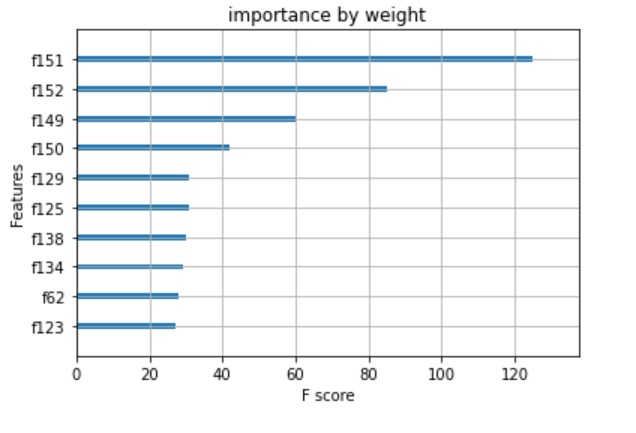 importance by weight
Features
f151
f152
f149
f150
f129
f125
f138
f134
f62
f123
0 20 40 60 80 100 120
F score